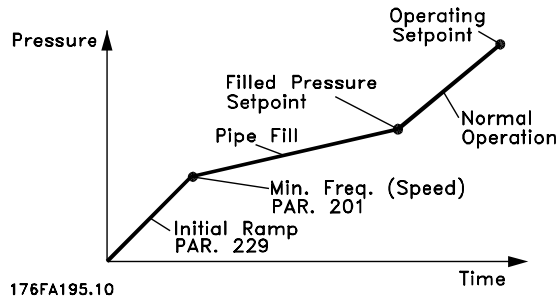 Operating
Setpoint
Pressure
Filled Pressure
Setpoint
Pipe Fill
Normal
Operation
Min. Freq. (Speed)
PAR. 201
Initial Ramp
PAR. 229
Time
176FA195.10